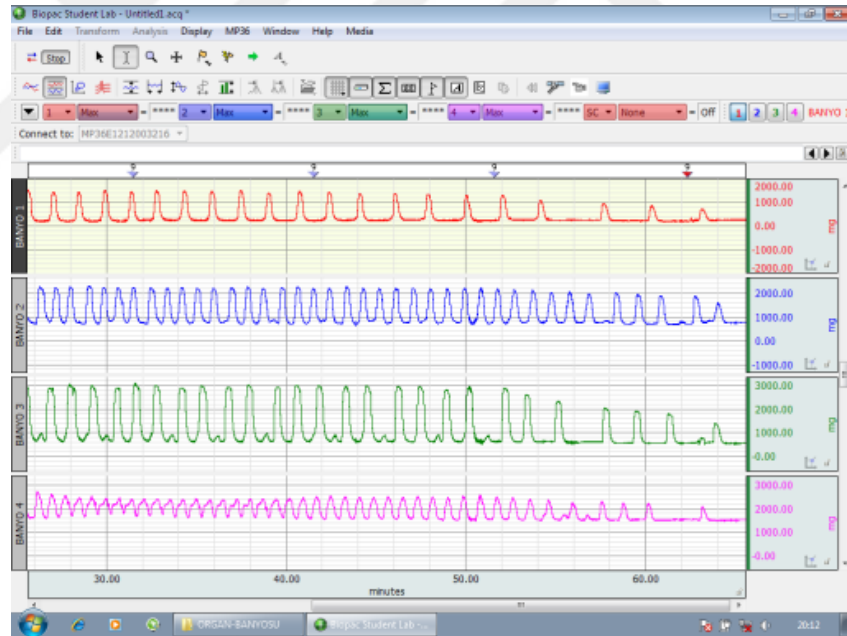 Biopac Student Lab - Untitled1.acq *
File Edit Transform Analysis Display MP36 Window Help Media
Stop
1 Max = **** 2 Max = **** 3 Max = **** 4 Max = **** SC None = Off 1 2 3 4 BANYO 1
Connect to: MP36E1212003216
BANYO 1
2000.00
1000.00
0.00
-1000.00
-2000.00
mg
BANYO 2
2000.00
1000.00
0.00
-1000.00
mg
BANYO 3
3000.00
2000.00
1000.00
-0.00
mg
BANYO 4
3000.00
2000.00
1000.00
-0.00
mg
30.00 40.00 50.00 60.00
minutes
ORGAN-BANYOSU Biopac Student Lab -... 20:12